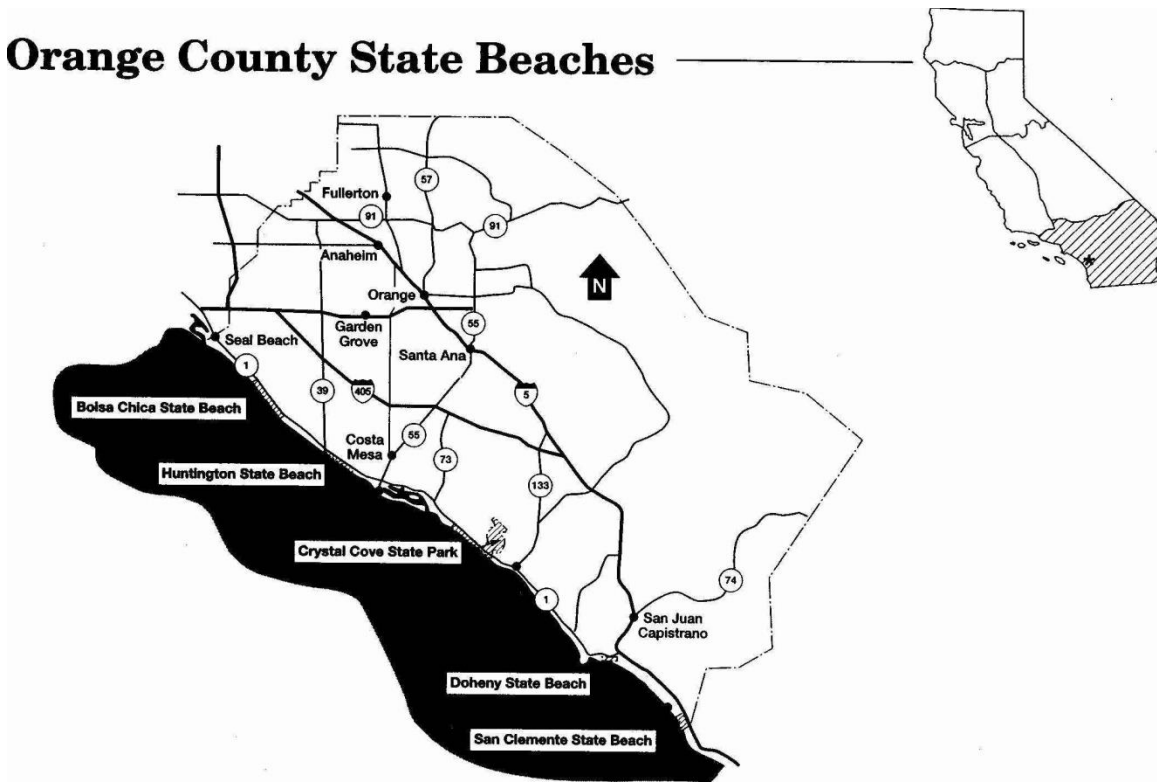 Orange County State Beaches
57
Fullerton
91
91
Anaheim
N
Orange
55
Garden
Grove
Seal Beach
Santa Ana
1
39
405
5
Bolsa Chica State Beach
55
Costa
Mesa
73
Huntington State Beach
133
Crystal Cove State Park
74
1
San Juan
Capistrano
Doheny State Beach
San Clemente State Beach